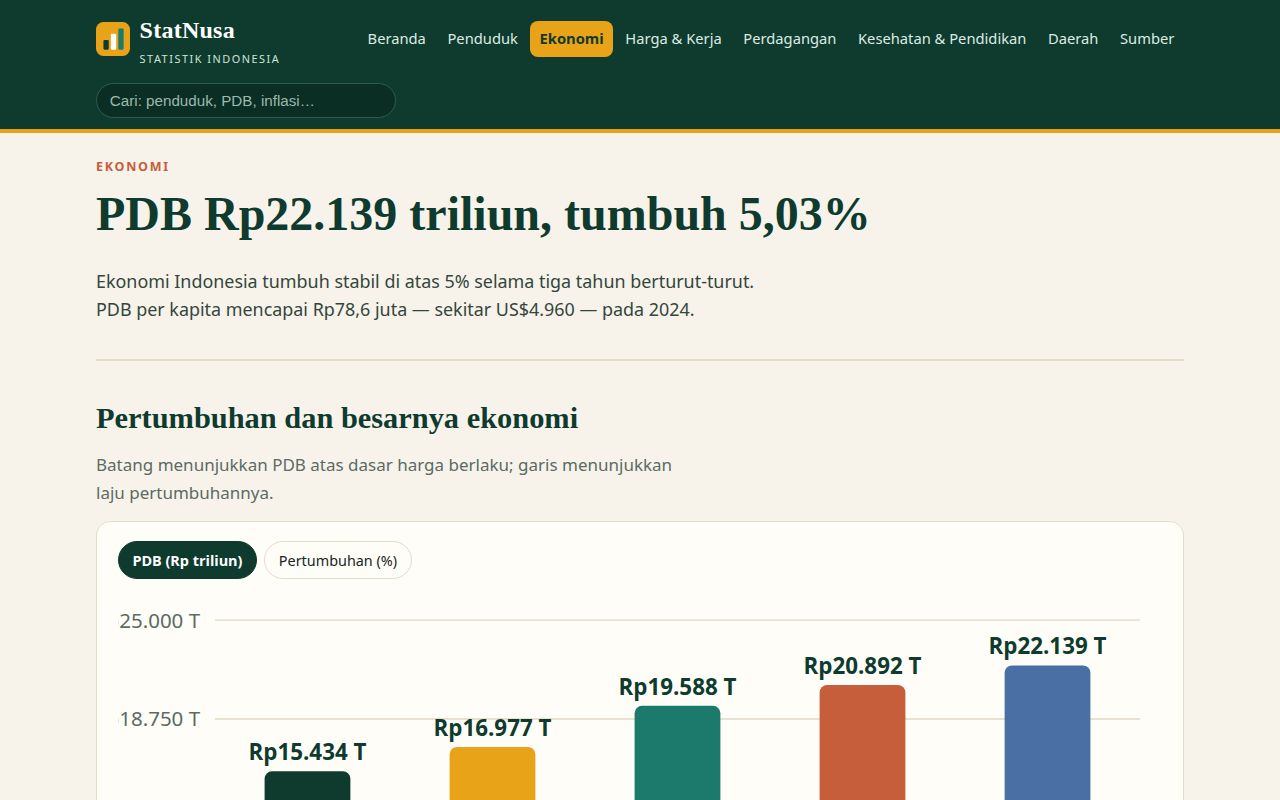 StatNusa
STATISTIK INDONESIA
Beranda Penduduk Ekonomi Harga & Kerja Perdagangan Kesehatan & Pendidikan Daerah Sumber
Cari: penduduk, PDB, inflasi…
EKONOMI
PDB Rp22.139 triliun, tumbuh 5,03%
Ekonomi Indonesia tumbuh stabil di atas 5% selama tiga tahun berturut-turut.
PDB per kapita mencapai Rp78,6 juta — sekitar US$4.960 — pada 2024.
Pertumbuhan dan besarnya ekonomi
Batang menunjukkan PDB atas dasar harga berlaku; garis menunjukkan
laju pertumbuhannya.
PDB (Rp triliun) Pertumbuhan (%)
25.000 T
Rp22.139 T
Rp20.892 T
Rp19.588 T
18.750 T
Rp16.977 T
Rp15.434 T